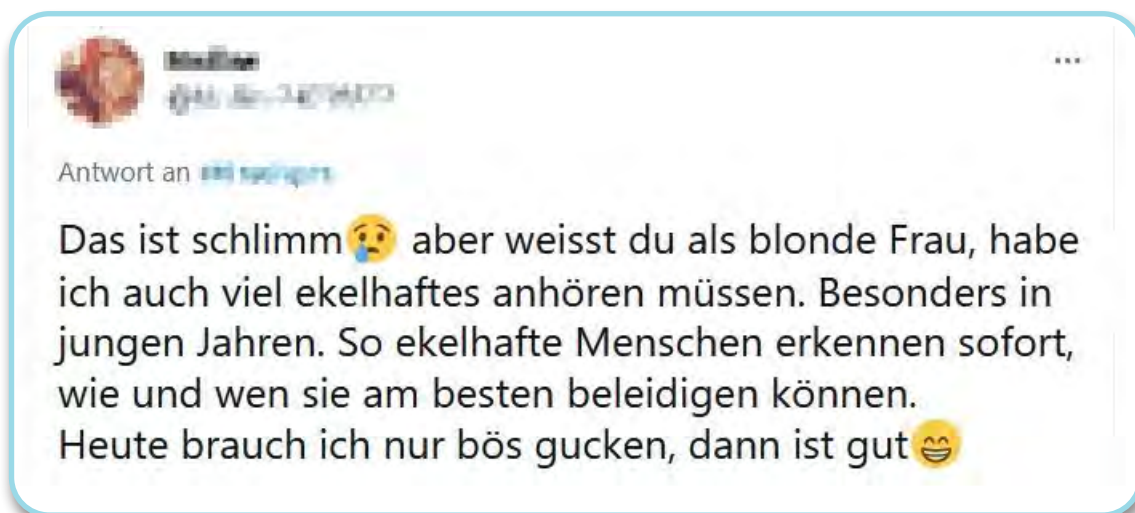 Antwort an
Das ist schlimm😢 aber weisst du als blonde Frau, habe
ich auch viel ekelhaftes anhören müssen. Besonders in
jungen Jahren. So ekelhafte Menschen erkennen sofort,
wie und wen sie am besten beleidigen können.
Heute brauch ich nur bös gucken, dann ist gut😁